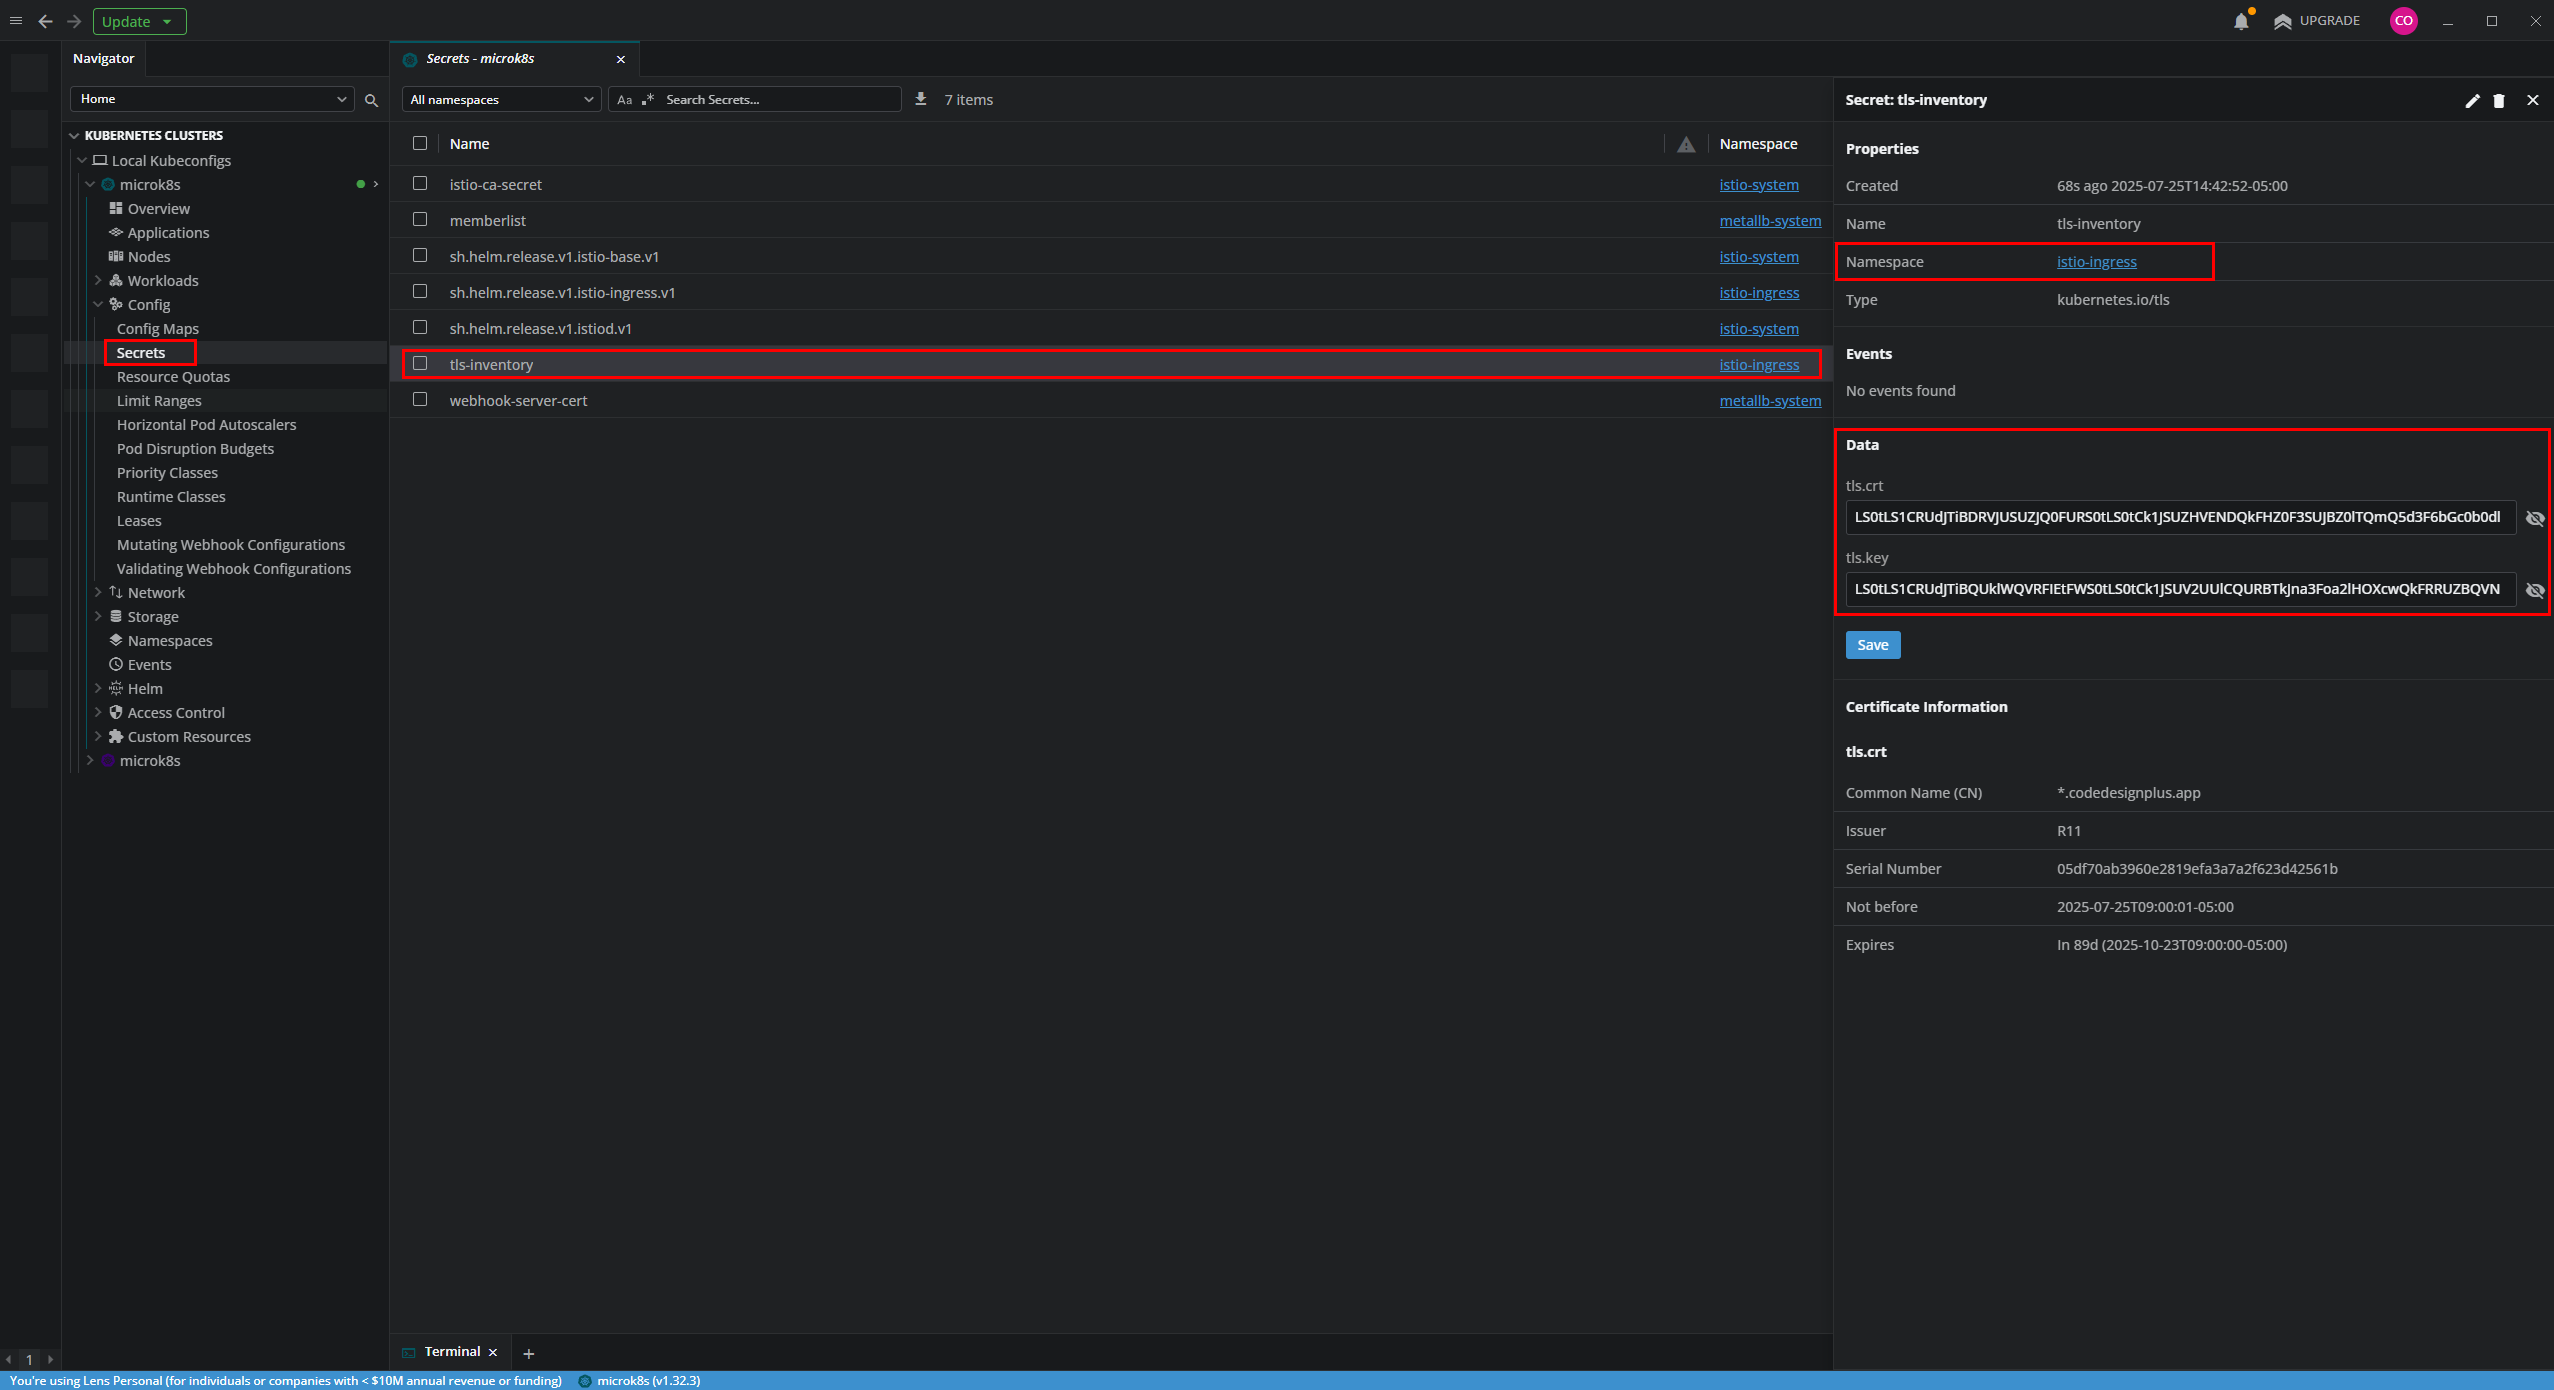 Update
UPGRADE
CO
Navigator
Home
KUBERNETES CLUSTERS
Local Kubeconfigs
microk8s
Overview
Applications
Nodes
Workloads
Config
Config Maps
Secrets
Resource Quotas
Limit Ranges
Horizontal Pod Autoscalers
Pod Disruption Budgets
Priority Classes
Runtime Classes
Leases
Mutating Webhook Configurations
Validating Webhook Configurations
Network
Storage
Namespaces
Events
Helm
Access Control
Custom Resources
microk8s
1
Secrets - microk8s
All namespaces
Aa .* Search Secrets...
7 items
Name Namespace
istio-ca-secret istio-system
memberlist metallb-system
sh.helm.release.v1.istio-base.v1 istio-system
sh.helm.release.v1.istio-ingress.v1 istio-ingress
sh.helm.release.v1.istiod.v1 istio-system
tls-inventory istio-ingress
webhook-server-cert metallb-system
Terminal
Secret: tls-inventory
Properties
Created 68s ago 2025-07-25T14:42:52-05:00
Name tls-inventory
Namespace istio-ingress
Type kubernetes.io/tls
Events
No events found
Data
tls.crt
LS0tLS1CRUdJTiBDRVJUSUZJQ0FURS0tLS0tCk1JSUZHVENDQkFHZ0F3SUJBZ0lTQmQ5d3F6bGc0b0dl
tls.key
LS0tLS1CRUdJTiBQUklWQVRFIEtFWS0tLS0tCk1JSUV2UUlCQURBTkJna3Foa2lHOXcwQkFRRUZBQVN
Save
Certificate Information
tls.crt
Common Name (CN) *.codedesignplus.app
Issuer R11
Serial Number 05df70ab3960e2819efa3a7a2f623d42561b
Not before 2025-07-25T09:00:01-05:00
Expires In 89d (2025-10-23T09:00:00-05:00)
You're using Lens Personal (for individuals or companies with < $10M annual revenue or funding) microk8s (v1.32.3)